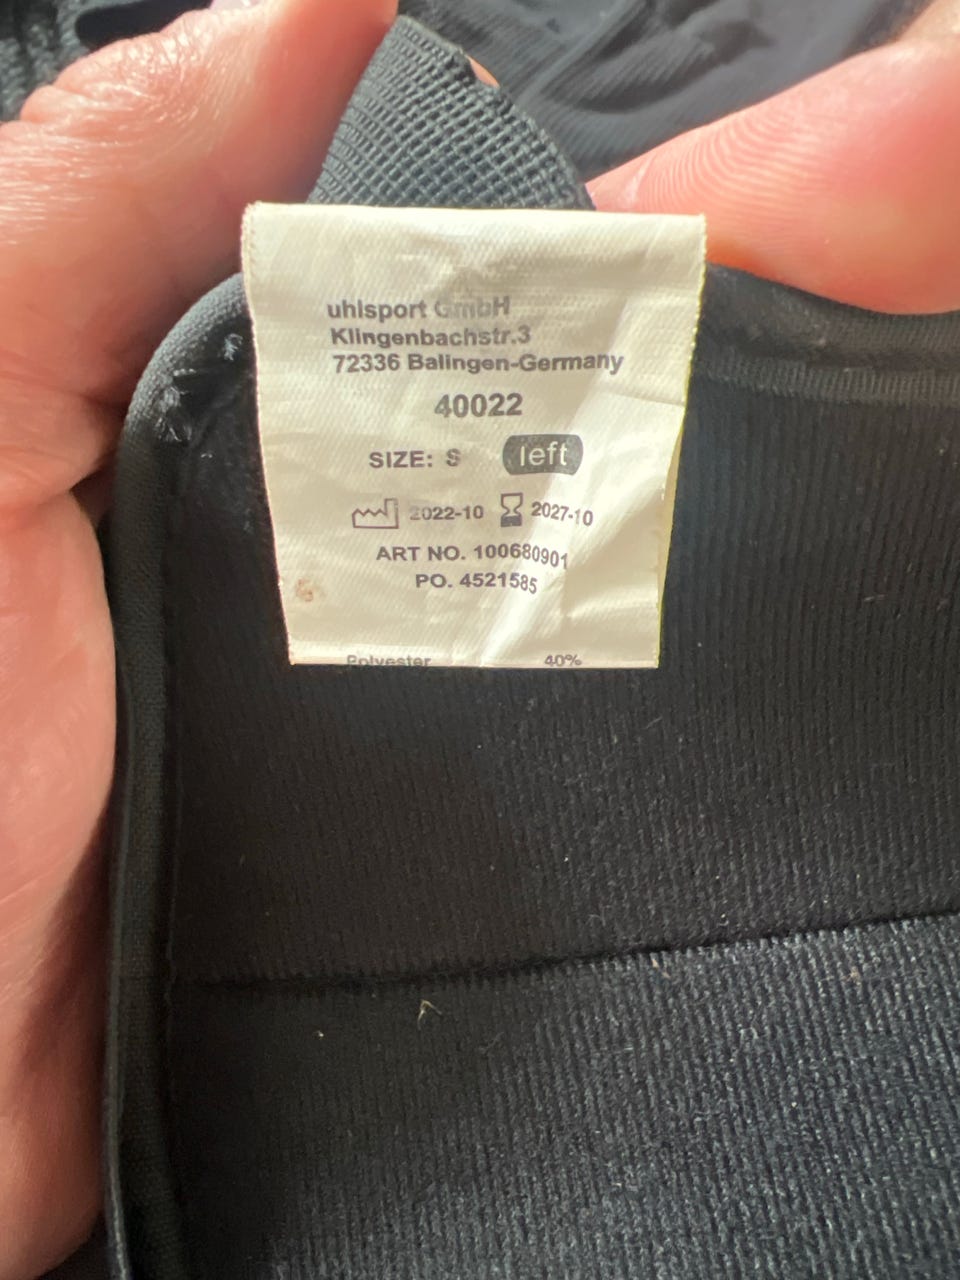 uhlsport GmbH
Klingenbachstr.3
72336 Balingen-Germany
40022
SIZE: S left
2022-10 2027-10
ART NO. 100680901
PO. 4521585
Polyester 40%